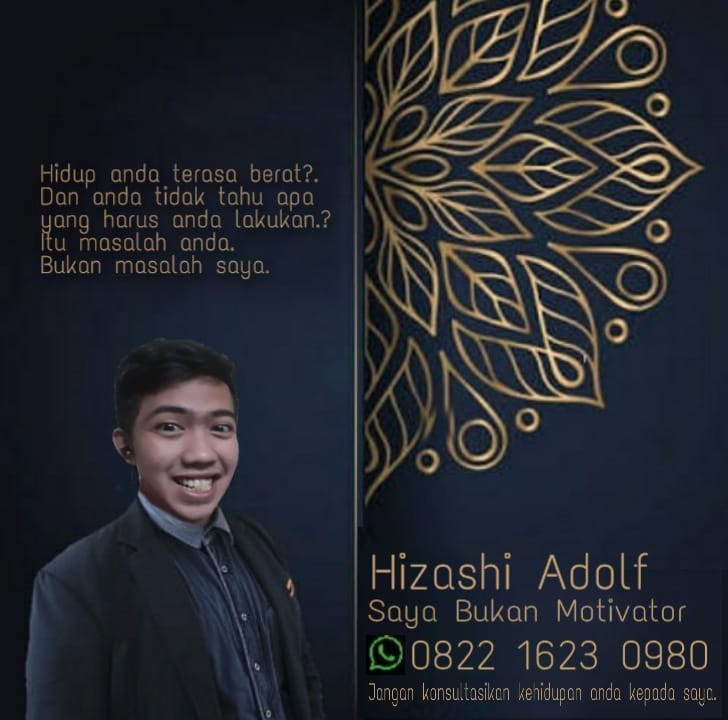 Hidup anda terasa berat?.
Dan anda tidak tahu apa
yang harus anda lakukan.?
Itu masalah anda.
Bukan masalah saya.
Hizashi Adolf
Saya Bukan Motivator
0822 1623 0980
Jangan konsultasikan kehidupan anda kepada saya.